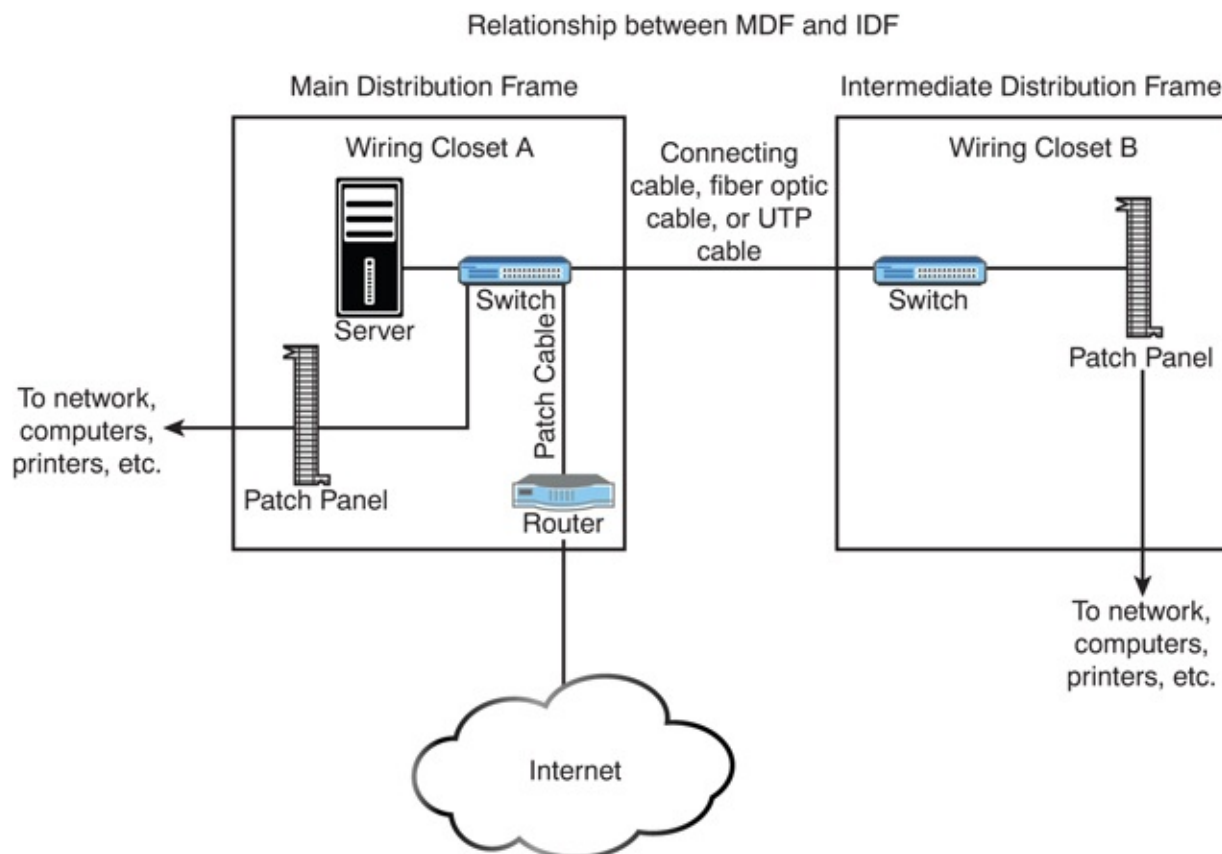 Relationship between MDF and IDF
Main Distribution Frame
Intermediate Distribution Frame
Wiring Closet A
Connecting
cable, fiber optic
cable, or UTP
cable
Wiring Closet B
Server
Switch
Patch Cable
Switch
Patch Panel
To network,
computers,
printers, etc.
Patch Panel
Router
To network,
computers,
printers, etc.
Internet